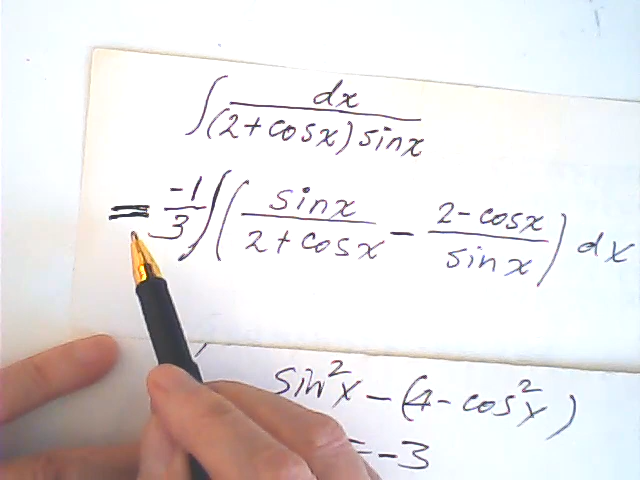 ∫ dx / (2+cosx) sinx
= -1/3 ∫ ( sinx / 2+cosx − 2-cosx / sinx ) dx
sin²x − (4-cos²x)
= -3